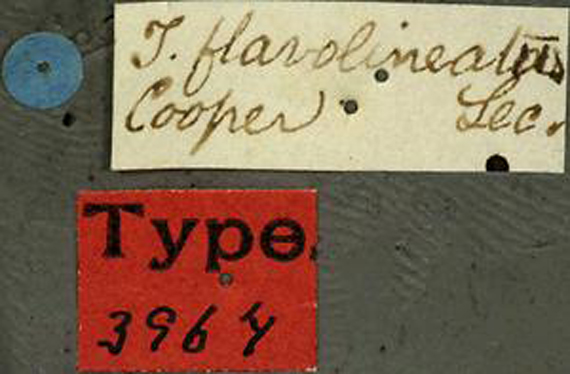 T. flavolineatus
Cooper Lec.
Type.
3964